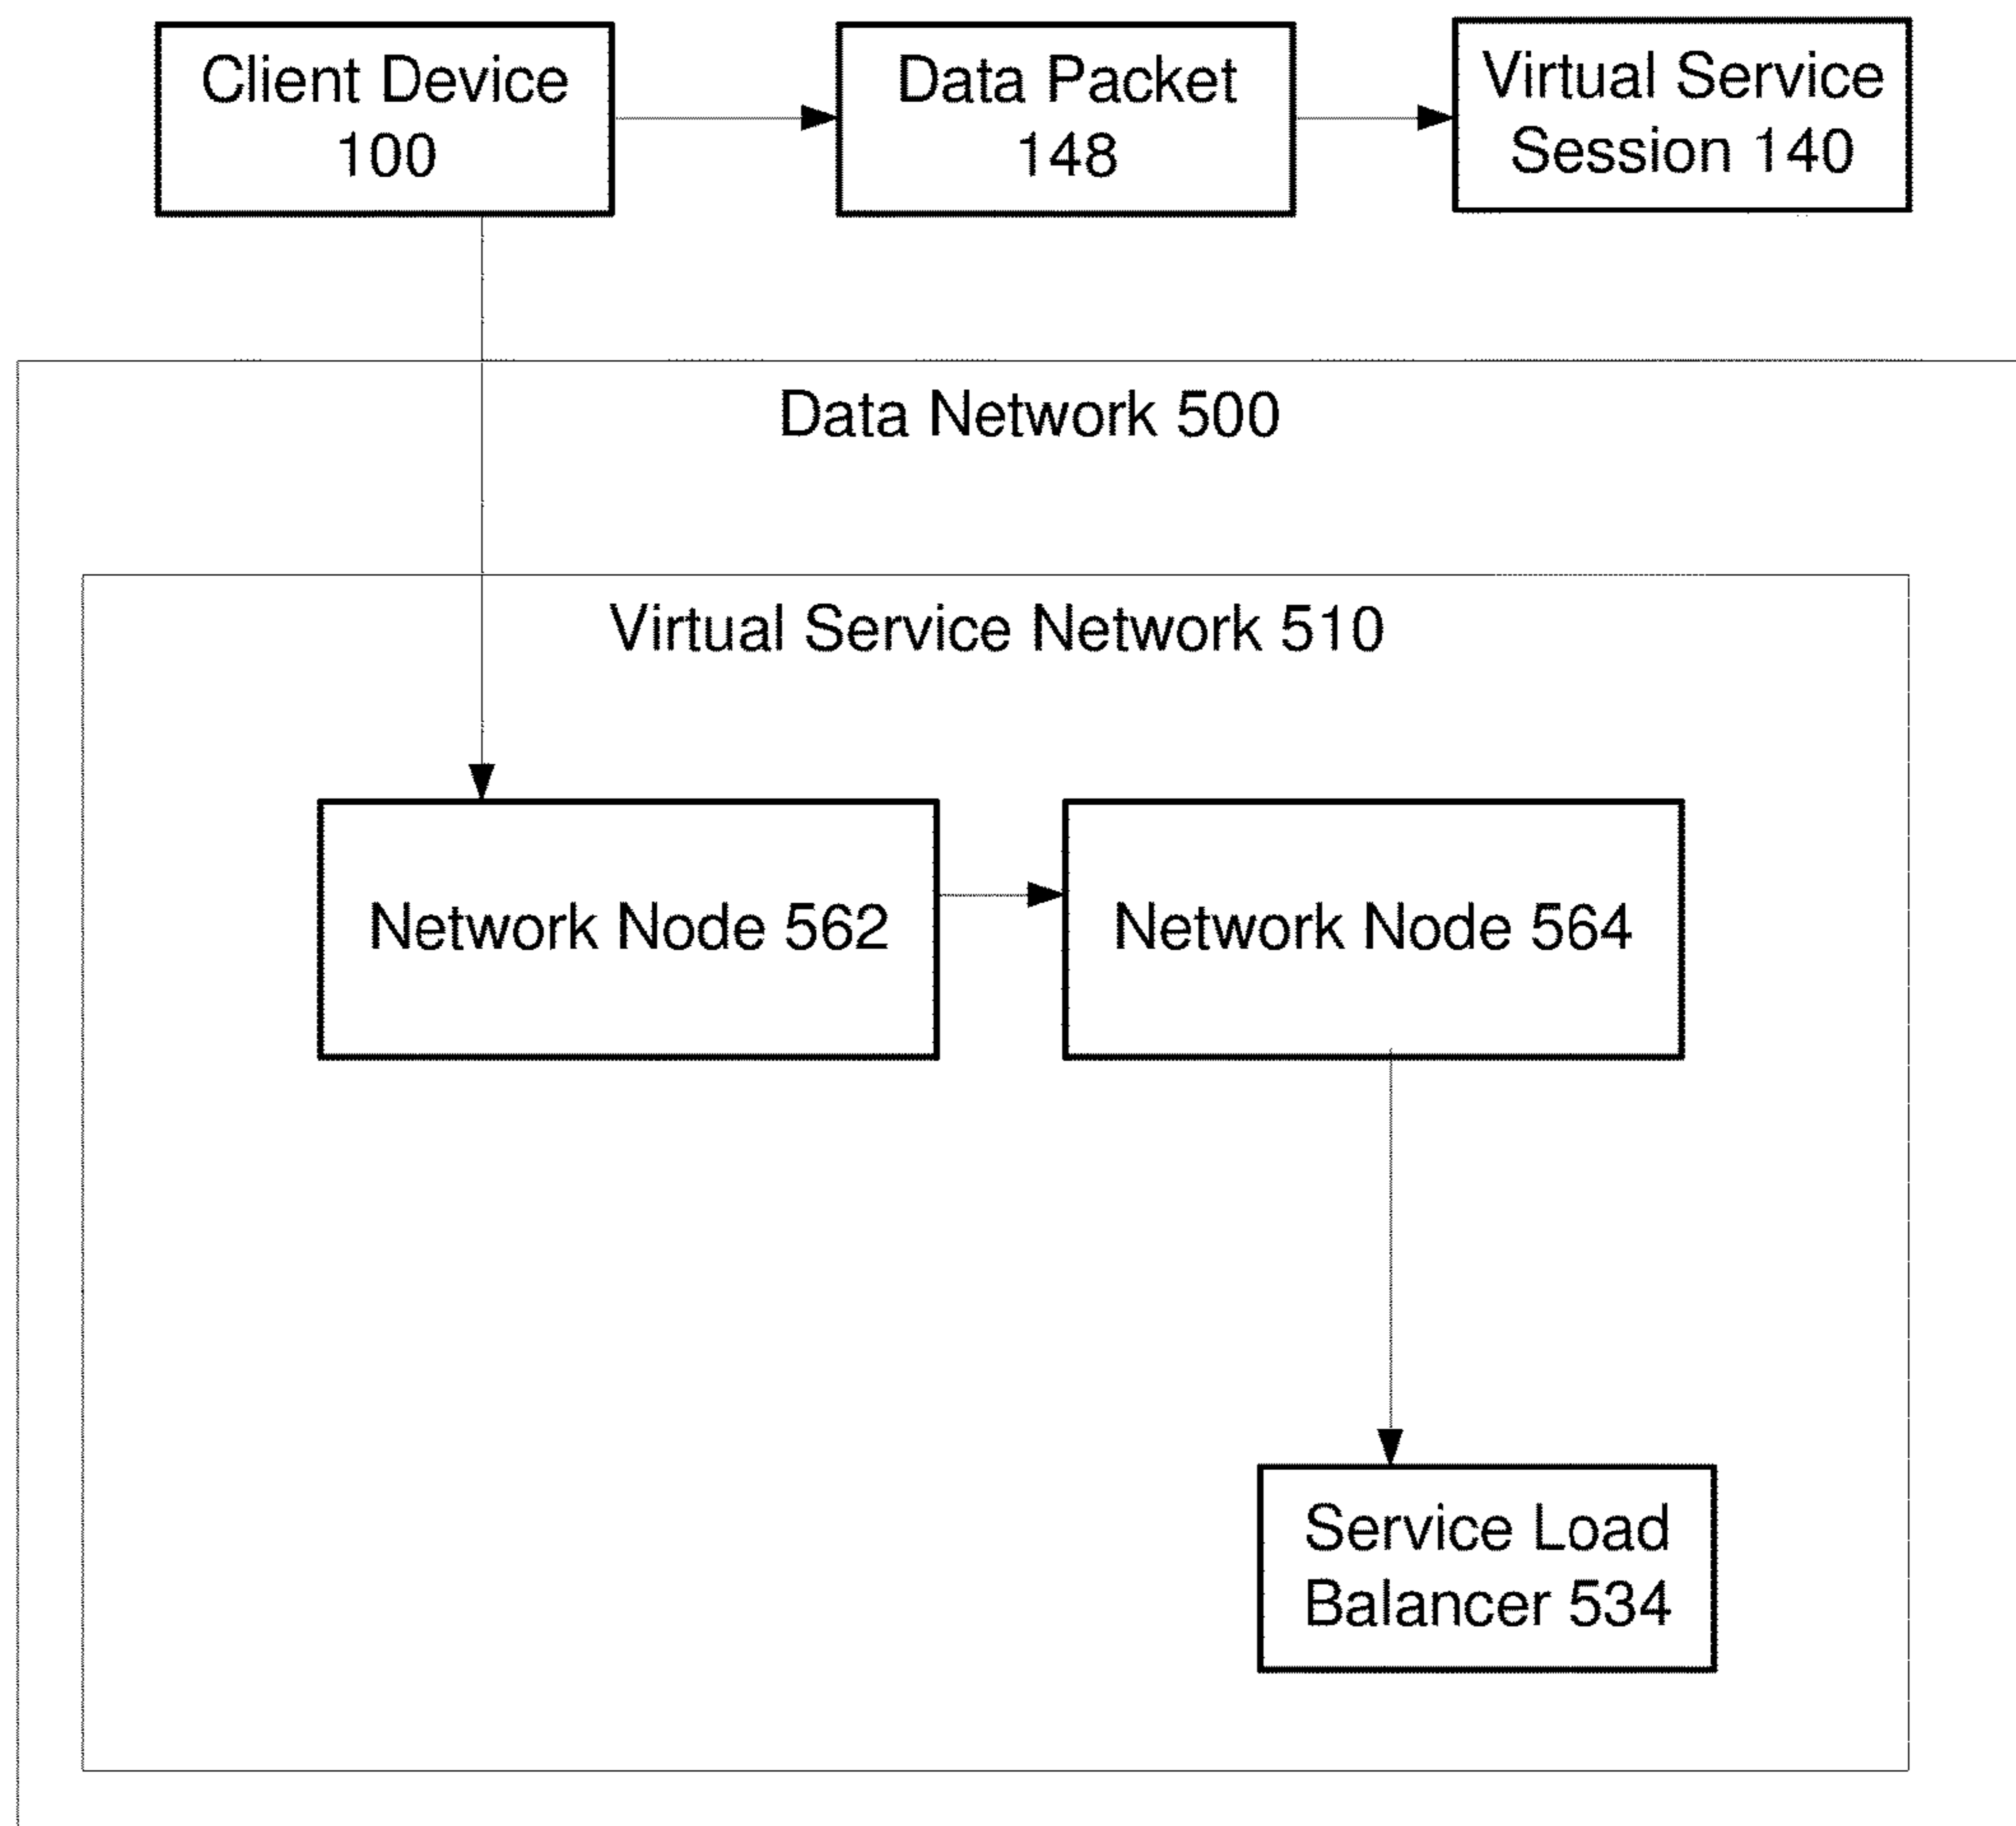 Client Device
100
Data Packet
148
Virtual Service
Session 140
Data Network 500
Virtual Service Network 510
Network Node 562
Network Node 564
Service Load
Balancer 534